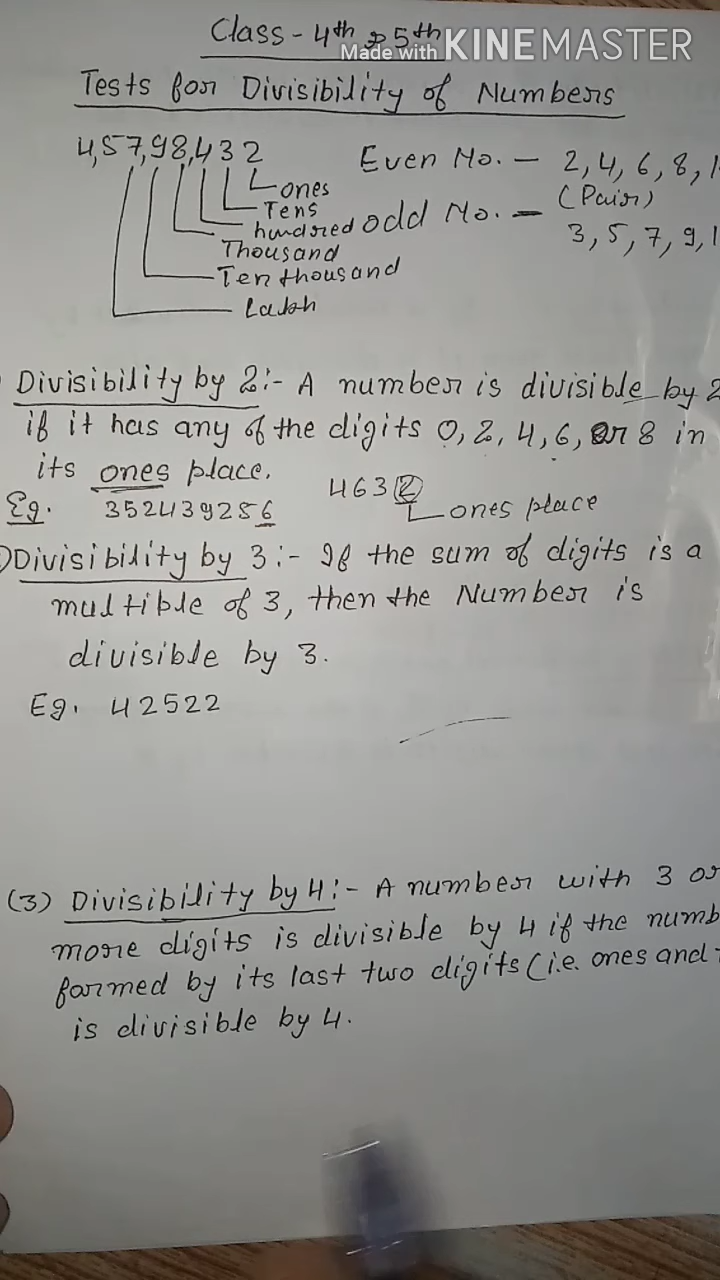 Class - 4th & 5th
Made with KINEMASTER
Tests for Divisibility of Numbers
4,57,98,432
Ones
Tens
hundred
Thousand
Ten thousand
Lakh
Even No. - 2, 4, 6, 8, 1
(Pair)
odd No. -
3, 5, 7, 9, 1
Divisibility by 2:- A number is divisible by 2
if it has any of the digits 0, 2, 4, 6, or 8 in
its ones place.
Eg. 3524392856
4632
ones place
Divisibility by 3:- If the sum of digits is a
multible of 3, then the Number is
divisible by 3.
Eg. 42522
(3) Divisibility by 4:- A number with 3 or
more digits is divisible by 4 if the numb
formed by its last two digits (i.e. ones and
is divisible by 4.